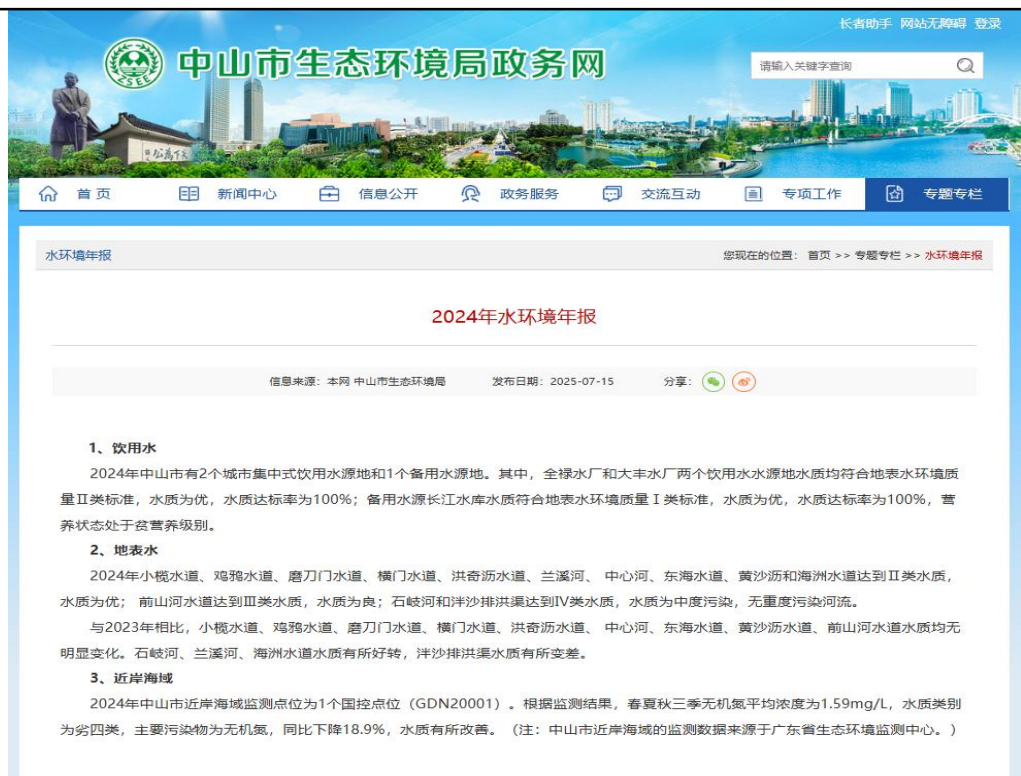 长者助手 网站无障碍 登录
ZSEE
中山市生态环境局政务网
请输入关键字查询
天下为公
首页 新闻中心 信息公开 政务服务 交流互动 专项工作 专题专栏
水环境年报 您现在的位置： 首页 >> 专题专栏 >> 水环境年报
2024年水环境年报
信息来源：本网 中山市生态环境局 发布日期：2025-07-15 分享：
1、饮用水
2024年中山市有2个城市集中式饮用水源地和1个备用水源地。其中，全禄水厂和大丰水厂两个饮用水水源地水质均符合地表水环境质
量Ⅱ类标准，水质为优，水质达标率为100%；备用水源长江水库水质符合地表水环境质量Ⅰ类标准，水质为优，水质达标率为100%，营
养状态处于贫营养级别。
2、地表水
2024年小榄水道、鸡鸦水道、磨刀门水道、横门水道、洪奇沥水道、兰溪河、 中心河、东海水道、黄沙沥和海洲水道达到Ⅱ类水质，
水质为优； 前山河水道达到Ⅲ类水质，水质为良；石岐河和泮沙排洪渠达到Ⅳ类水质，水质为中度污染，无重度污染河流。
与2023年相比，小榄水道、鸡鸦水道、磨刀门水道、横门水道、洪奇沥水道、 中心河、东海水道、黄沙沥水道、前山河水道水质均无
明显变化。石岐河、兰溪河、海洲水道水质有所好转，泮沙排洪渠水质有所变差。
3、近岸海域
2024年中山市近岸海域监测点位为1个国控点位（GDN20001）。根据监测结果，春夏秋三季无机氮平均浓度为1.59mg/L，水质类别
为劣四类，主要污染物为无机氮，同比下降18.9%，水质有所改善。（注：中山市近岸海域的监测数据来源于广东省生态环境监测中心。）